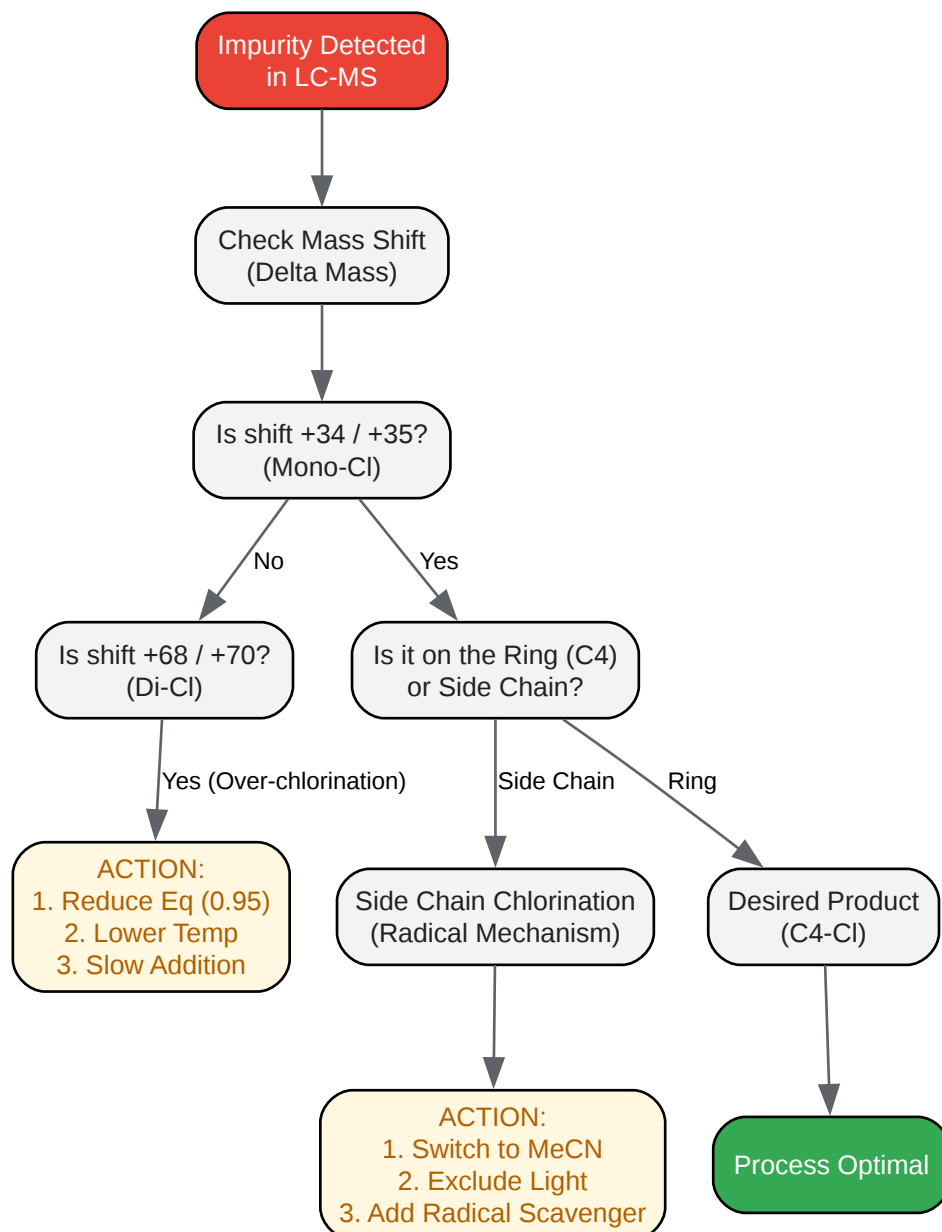 Impurity Detected
in LC-MS
Check Mass Shift
(Delta Mass)
Is shift +34 / +35?
(Mono-Cl)
No
Yes
Is shift +68 / +70?
(Di-Cl)
Is it on the Ring (C4)
or Side Chain?
Yes (Over-chlorination)
Side Chain
Ring
ACTION:
1. Reduce Eq (0.95)
2. Lower Temp
3. Slow Addition
Side Chain Chlorination
(Radical Mechanism)
Desired Product
(C4-Cl)
ACTION:
1. Switch to MeCN
2. Exclude Light
3. Add Radical Scavenger
Process Optimal